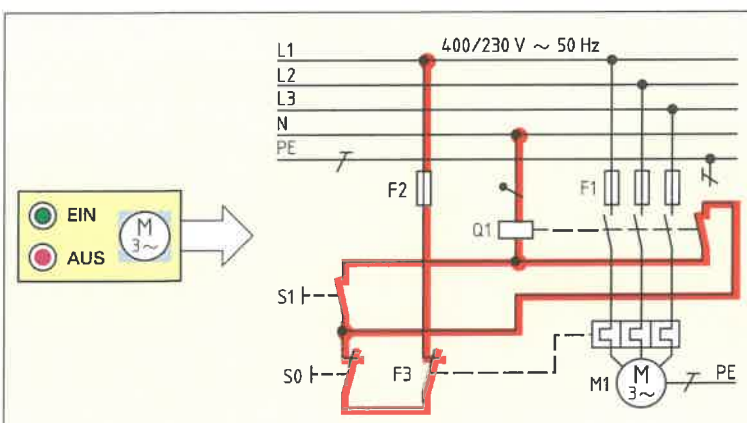 L1 400/230 V ~ 50 Hz
L2
L3
N
PE
F2
F1
EIN
M
3~
AUS
Q1
S1
S0
F3
M1
M
3~
PE